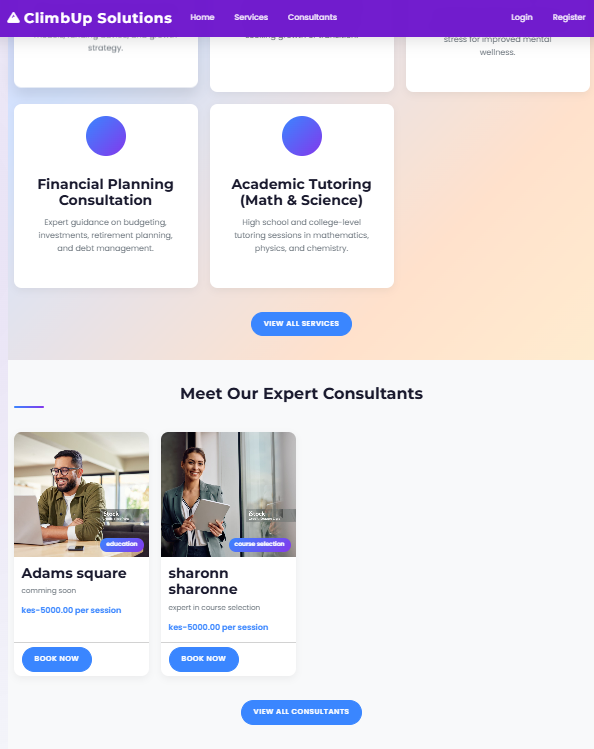 ClimbUp Solutions Home Services Consultants Login Register
strategy.
stress for improved mental
wellness.
Financial Planning
Consultation
Expert guidance on budgeting,
investments, retirement planning,
and debt management.
Academic Tutoring
(Math & Science)
High school and college-level
tutoring sessions in mathematics,
physics, and chemistry.
VIEW ALL SERVICES
Meet Our Expert Consultants
iStock
education
iStock
course selection
Adams square
comming soon
kes-5000.00 per session
BOOK NOW
sharonn
sharonne
expert in course selection
kes-5000.00 per session
BOOK NOW
VIEW ALL CONSULTANTS